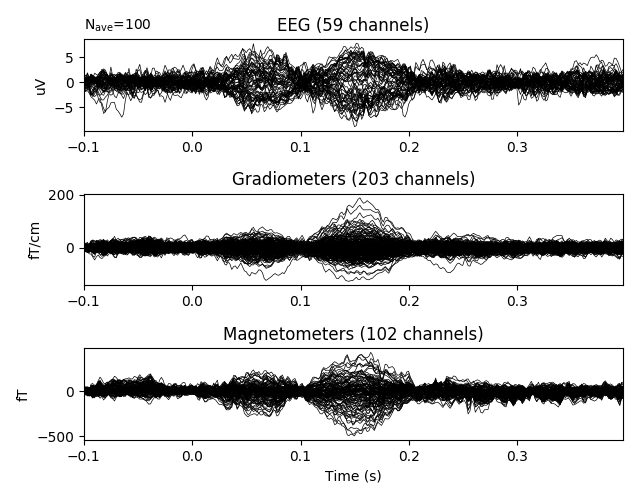 N_ave=100
EEG (59 channels)
5
0
−5
uV
−0.1 0.0 0.1 0.2 0.3
Gradiometers (203 channels)
200
0
fT/cm
−0.1 0.0 0.1 0.2 0.3
Magnetometers (102 channels)
0
−500
fT
−0.1 0.0 0.1 0.2 0.3
Time (s)